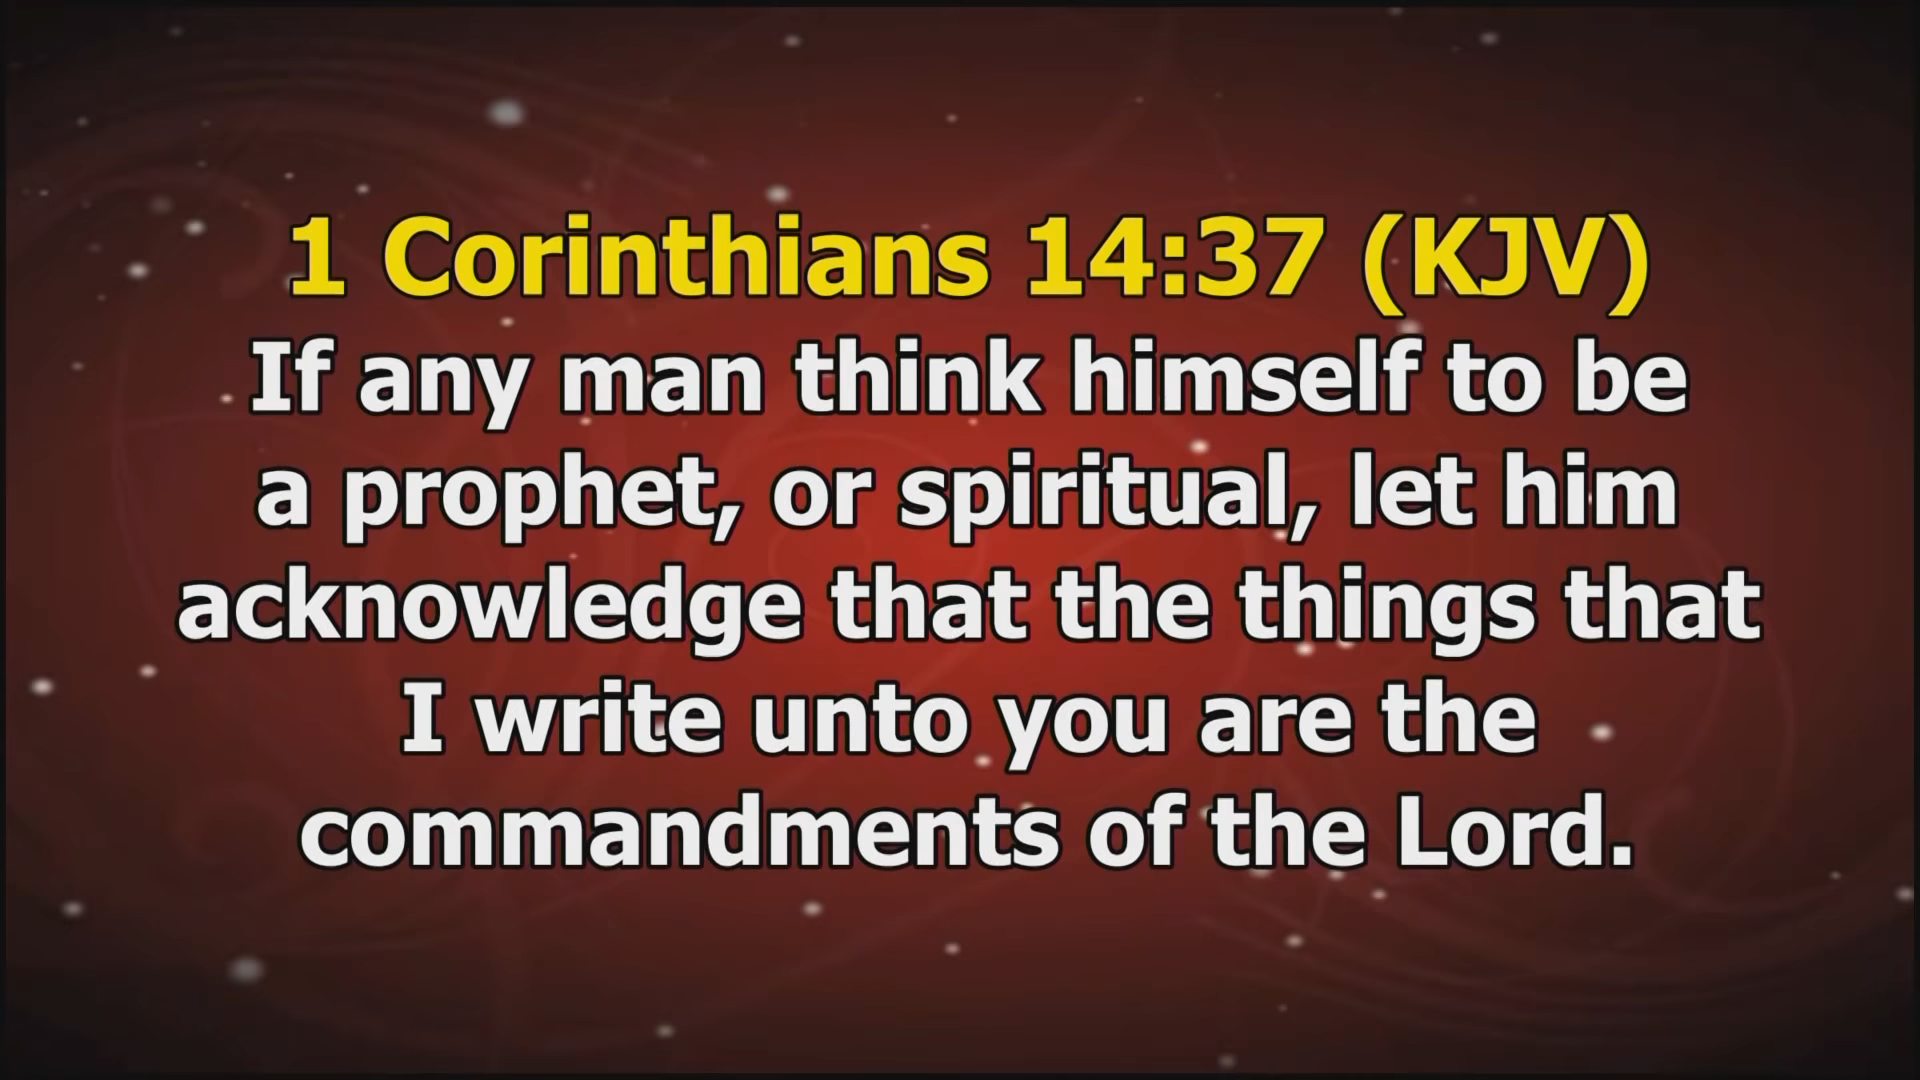 1 Corinthians 14:37 (KJV)
If any man think himself to be
a prophet, or spiritual, let him
acknowledge that the things that
I write unto you are the
commandments of the Lord.